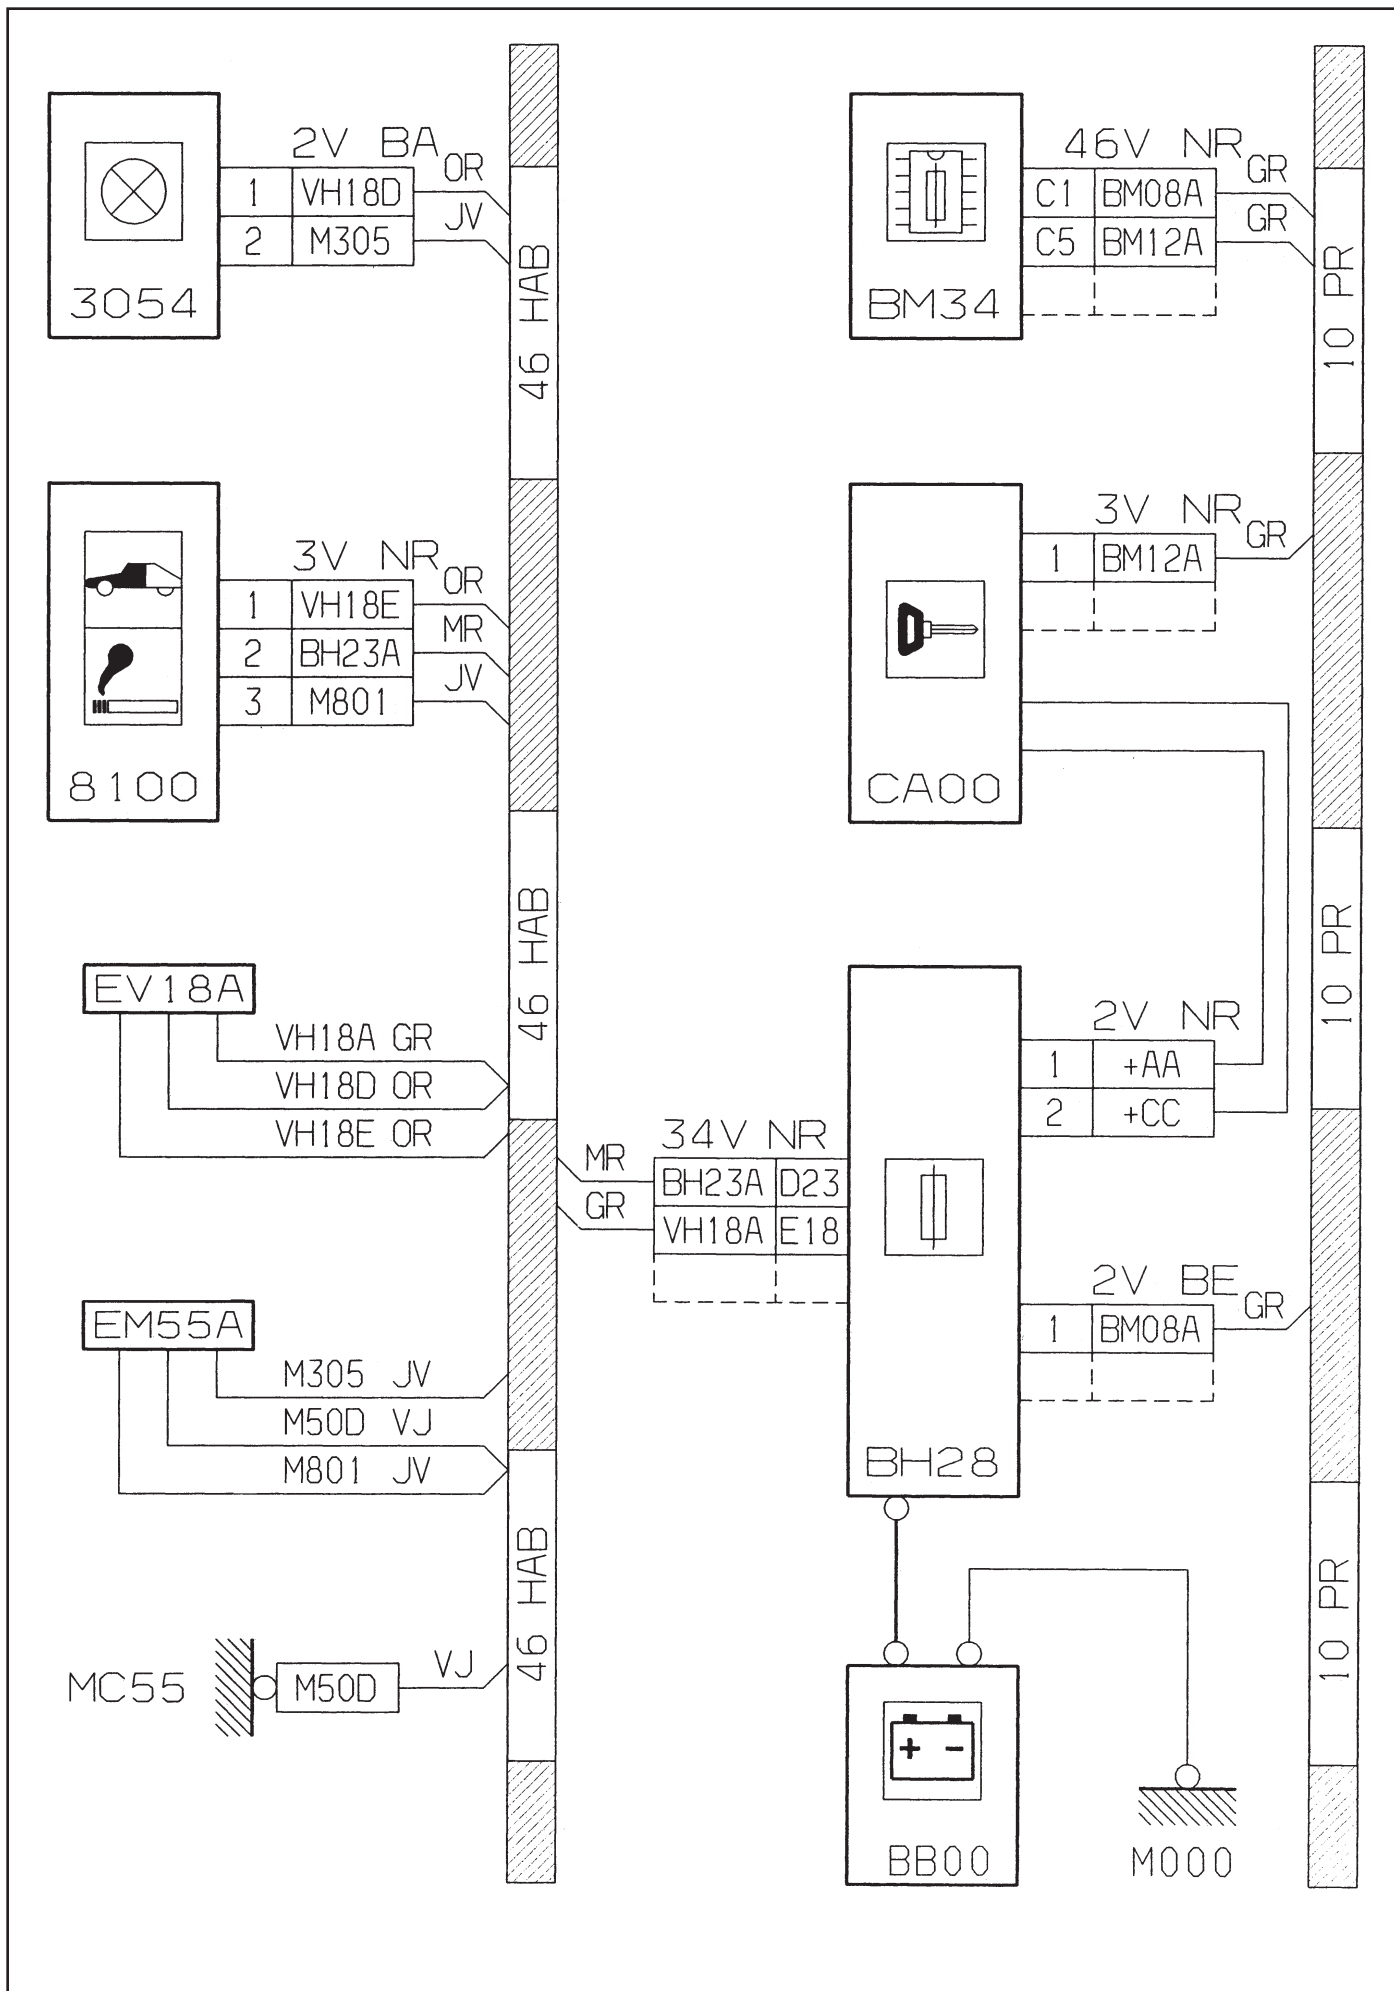 2V BA
OR
1 VH18D
JV
2 M305
3054
46 HAB
3V NR
OR
1 VH18E
MR
2 BH23A
JV
3 M801
8100
46 HAB
EV18A
VH18A GR
VH18D OR
VH18E OR
EM55A
M305 JV
M50D VJ
M801 JV
46 HAB
MC55
M50D
VJ
46V NR
GR
C1 BM08A
GR
C5 BM12A
BM34
10 PR
3V NR
GR
1 BM12A
CA00
10 PR
2V NR
1 +AA
2 +CC
34V NR
MR
BH23A D23
GR
VH18A E18
2V BE
GR
1 BM08A
BH28
10 PR
+ -
BB00
M000